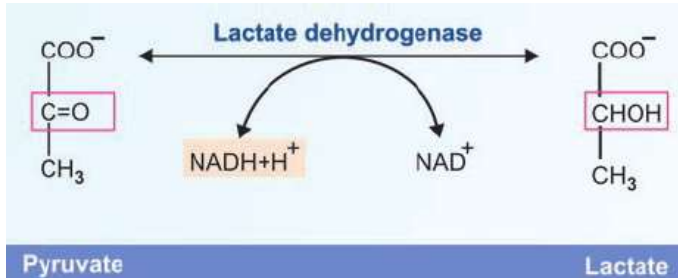 Lactate dehydrogenase
COO⁻
COO⁻
C=O
CHOH
NADH+H⁺
NAD⁺
CH₃
CH₃
Pyruvate
Lactate